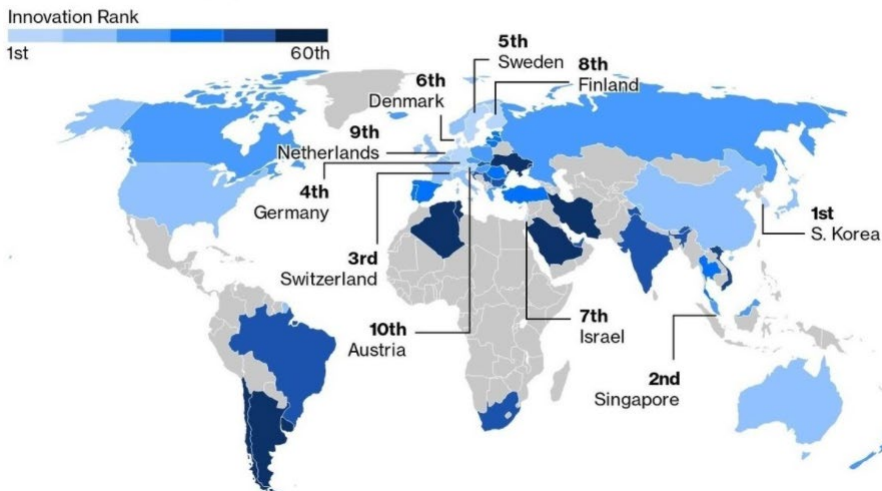 Innovation Rank
1st
60th
5th
Sweden
8th
Finland
6th
Denmark
9th
Netherlands
4th
Germany
1st
S. Korea
3rd
Switzerland
10th
Austria
7th
Israel
2nd
Singapore